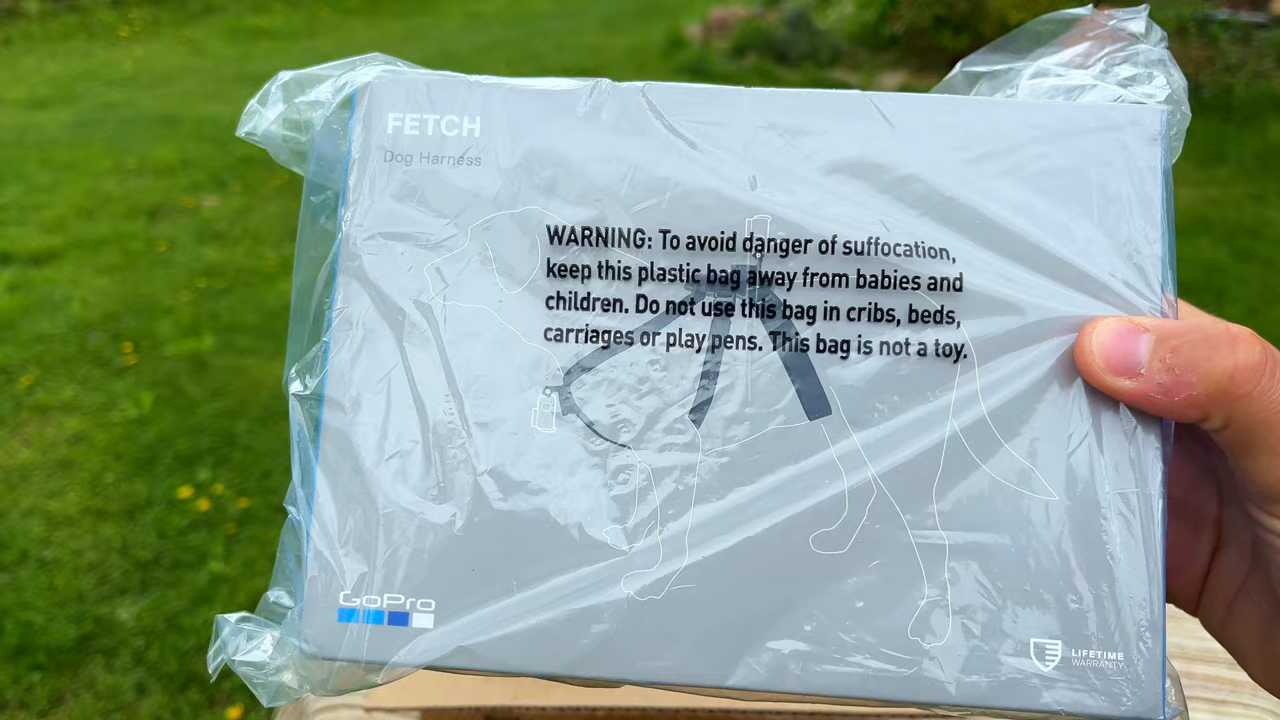 FETCH
Dog Harness
WARNING: To avoid danger of suffocation,
keep this plastic bag away from babies and
children. Do not use this bag in cribs, beds,
carriages or play pens. This bag is not a toy.
GoPro
LIFETIME
WARRANTY